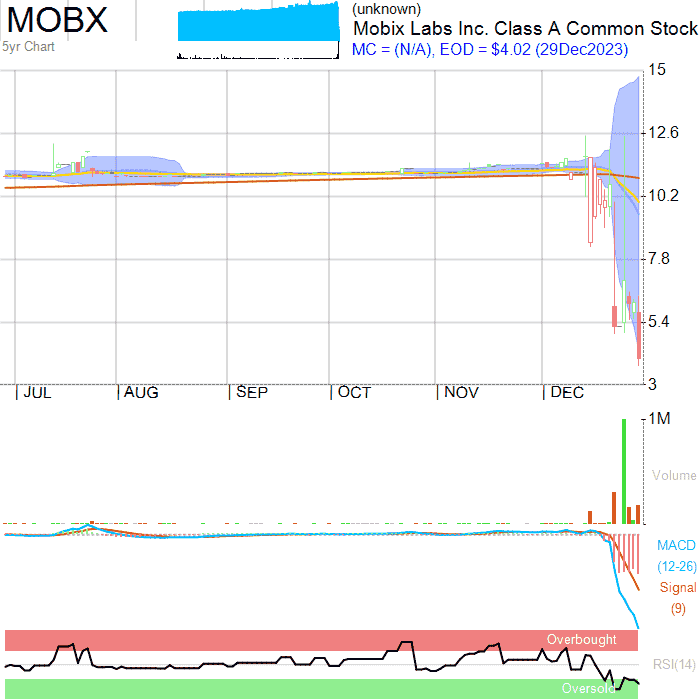 MOBX
5yr Chart
(unknown)
Mobix Labs Inc. Class A Common Stock
MC = (N/A), EOD = $4.02 (29Dec2023)
15
12.6
10.2
7.8
5.4
3
JUL AUG SEP OCT NOV DEC
1M
Volume
MACD
(12-26)
Signal
(9)
Overbought
RSI(14)
Oversold